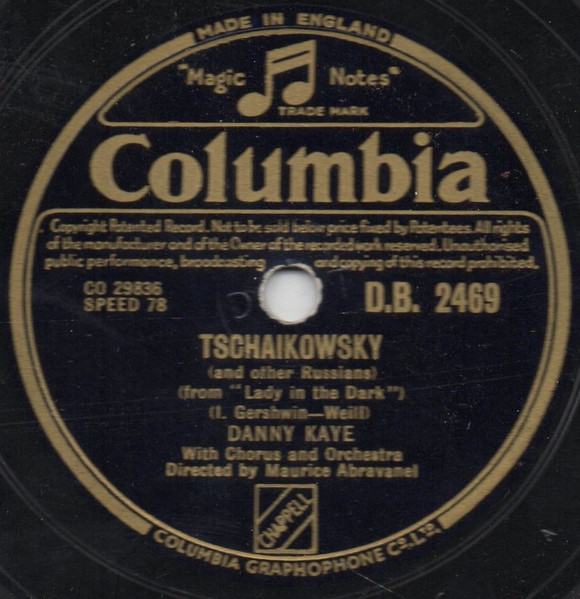 MADE IN ENGLAND
"Magic Notes"
TRADE MARK
Columbia
Copyright Patented Record. Not to be sold below price fixed by Patentees. All rights
of the manufacturer and of the Owner of the recorded work reserved. Unauthorised
public performance, broadcasting and copying of this record prohibited.
CO 29836
SPEED 78
D.B. 2469
TSCHAIKOWSKY
(and other Russians)
(from "Lady in the Dark")
(I. Gershwin—Weill)
DANNY KAYE
With Chorus and Orchestra
Directed by Maurice Abravanel
CHAPPELL
COLUMBIA GRAPHOPHONE CO. LTD.